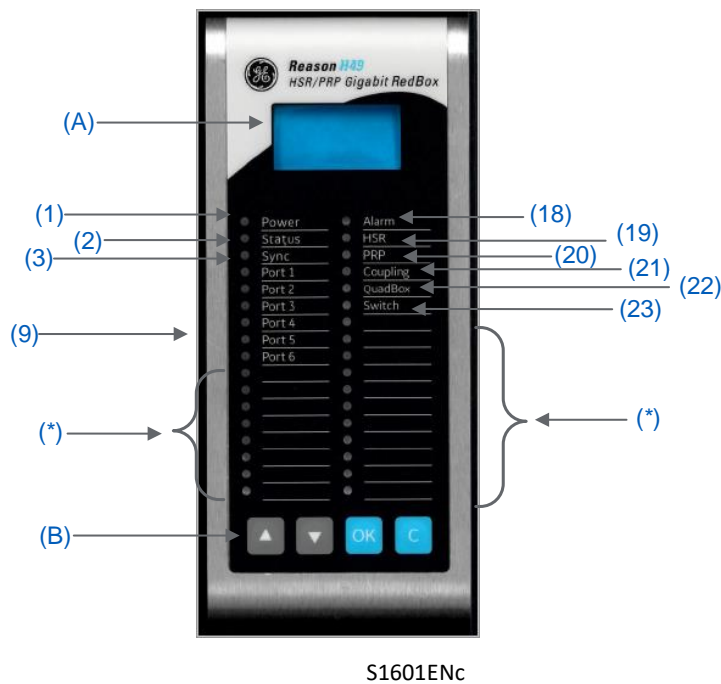 Reason H49
HSR/PRP Gigabit RedBox
(A)
(1)
Power
Alarm
(18)
(2)
Status
HSR
(19)
(3)
Sync
PRP
(20)
Port 1
Coupling
(21)
Port 2
QuadBox
(22)
Port 3
Switch
(23)
(9)
Port 4
Port 5
Port 6
(*)
(*)
(B)
OK
C
S1601ENc